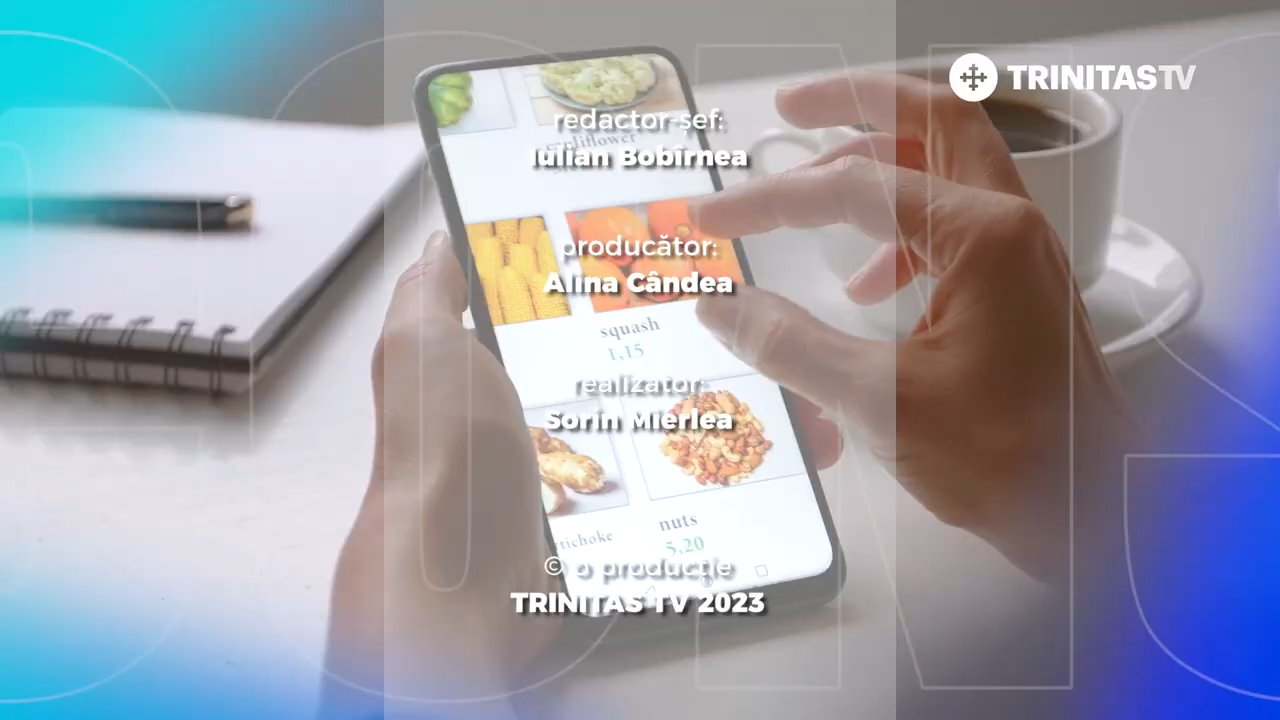 TRINITASTV
redactor-șef:
Iulian Bobîrnea
producător:
Alina Cândea
squash
1,15
realizator:
Sorin Mierlea
nuts
5,20
© o producție
TRINITAS TV 2023